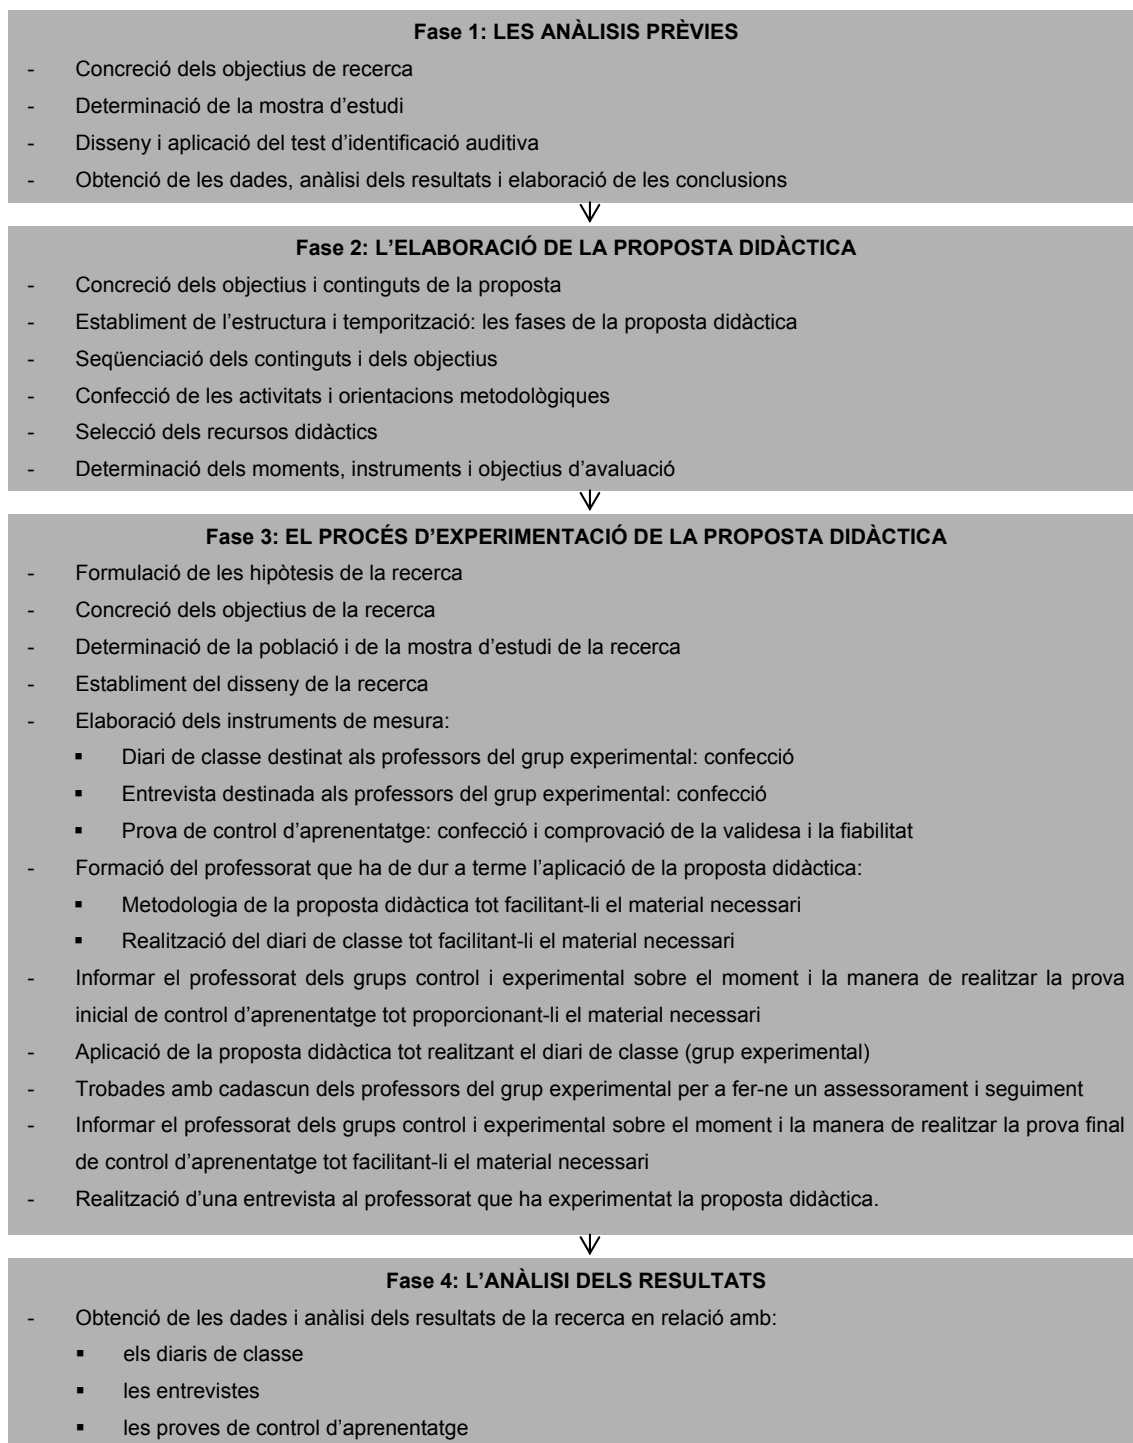 Fase 1: LES ANÀLISIS PRÈVIES
- Concreció dels objectius de recerca
- Determinació de la mostra d’estudi
- Disseny i aplicació del test d’identificació auditiva
- Obtenció de les dades, anàlisi dels resultats i elaboració de les conclusions
Fase 2: L’ELABORACIÓ DE LA PROPOSTA DIDÀCTICA
- Concreció dels objectius i continguts de la proposta
- Establiment de l’estructura i temporització: les fases de la proposta didàctica
- Seqüenciació dels continguts i dels objectius
- Confecció de les activitats i orientacions metodològiques
- Selecció dels recursos didàctics
- Determinació dels moments, instruments i objectius d’avaluació
Fase 3: EL PROCÉS D’EXPERIMENTACIÓ DE LA PROPOSTA DIDÀCTICA
- Formulació de les hipòtesis de la recerca
- Concreció dels objectius de la recerca
- Determinació de la població i de la mostra d’estudi de la recerca
- Establiment del disseny de la recerca
- Elaboració dels instruments de mesura:
▪ Diari de classe destinat als professors del grup experimental: confecció
▪ Entrevista destinada als professors del grup experimental: confecció
▪ Prova de control d’aprenentatge: confecció i comprovació de la validesa i la fiabilitat
- Formació del professorat que ha de dur a terme l’aplicació de la proposta didàctica:
▪ Metodologia de la proposta didàctica tot facilitant-li el material necessari
▪ Realització del diari de classe tot facilitant-li el material necessari
- Informar el professorat dels grups control i experimental sobre el moment i la manera de realitzar la prova
inicial de control d’aprenentatge tot proporcionant-li el material necessari
- Aplicació de la proposta didàctica tot realitzant el diari de classe (grup experimental)
- Trobades amb cadascun dels professors del grup experimental per a fer-ne un assessorament i seguiment
- Informar el professorat dels grups control i experimental sobre el moment i la manera de realitzar la prova final
de control d’aprenentatge tot facilitant-li el material necessari
- Realització d’una entrevista al professorat que ha experimentat la proposta didàctica.
Fase 4: L’ANÀLISI DELS RESULTATS
- Obtenció de les dades i anàlisi dels resultats de la recerca en relació amb:
▪ els diaris de classe
▪ les entrevistes
▪ les proves de control d’aprenentatge